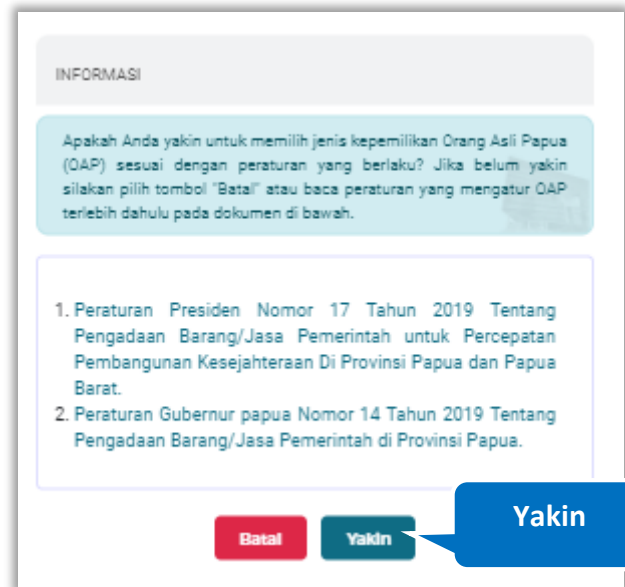 INFORMASI
Apakah Anda yakin untuk memilih jenis kepemilikan Orang Asli Papua
(OAP) sesuai dengan peraturan yang berlaku? Jika belum yakin
silakan pilih tombol "Batal" atau baca peraturan yang mengatur OAP
terlebih dahulu pada dokumen di bawah.
1. Peraturan Presiden Nomor 17 Tahun 2019 Tentang
Pengadaan Barang/Jasa Pemerintah untuk Percepatan
Pembangunan Kesejahteraan Di Provinsi Papua dan Papua
Barat.
2. Peraturan Gubernur papua Nomor 14 Tahun 2019 Tentang
Pengadaan Barang/Jasa Pemerintah di Provinsi Papua.
Batal Yakin Yakin